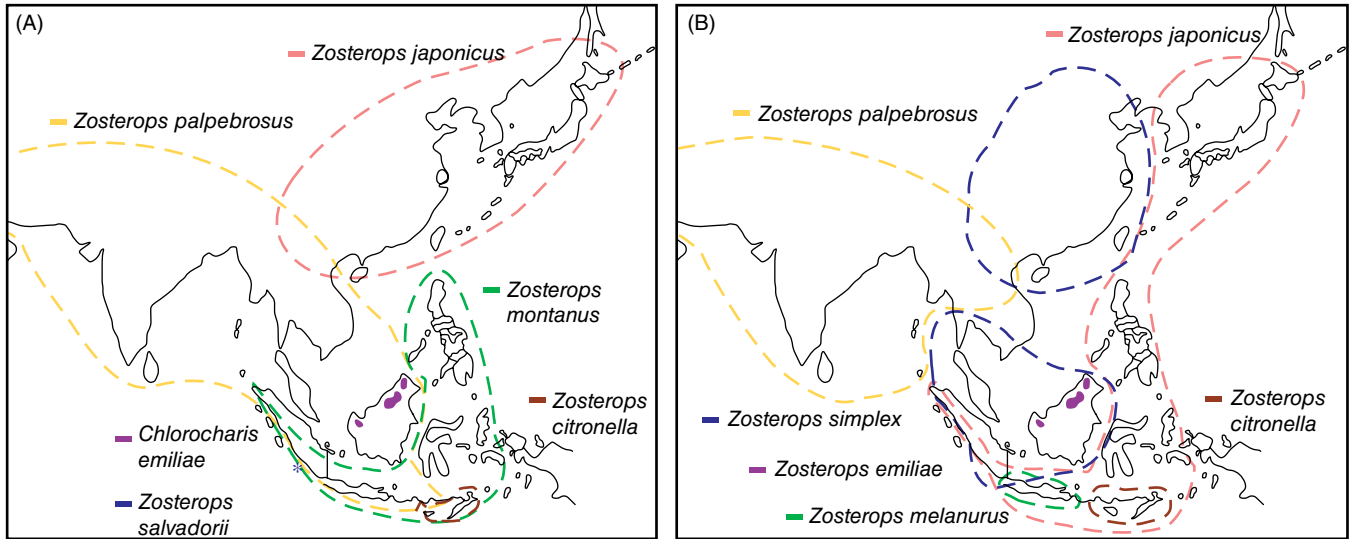 (A)
Zosterops japonicus
Zosterops palpebrosus
Zosterops
montanus
Zosterops
citronella
Chlorocharis
emiliae
*
Zosterops
salvadorii
(B)
Zosterops japonicus
Zosterops palpebrosus
Zosterops simplex
Zosterops
citronella
Zosterops emiliae
Zosterops melanurus